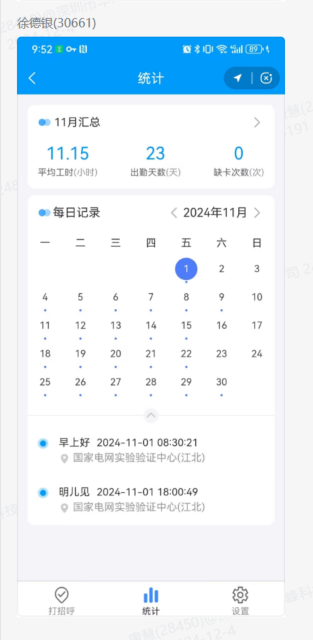 徐德银(30661)
9:52 89
统计
11月汇总
11.15 23 0
平均工时(小时) 出勤天数(天) 缺卡次数(次)
每日记录 2024年11月
一 二 三 四 五 六 日
1 2 3
4 5 6 7 8 9 10
11 12 13 14 15 16 17
18 19 20 21 22 23 24
25 26 27 28 29 30
早上好 2024-11-01 08:30:21
国家电网实验验证中心(江北)
明儿见 2024-11-01 18:00:49
国家电网实验验证中心(江北)
打招呼 统计 设置